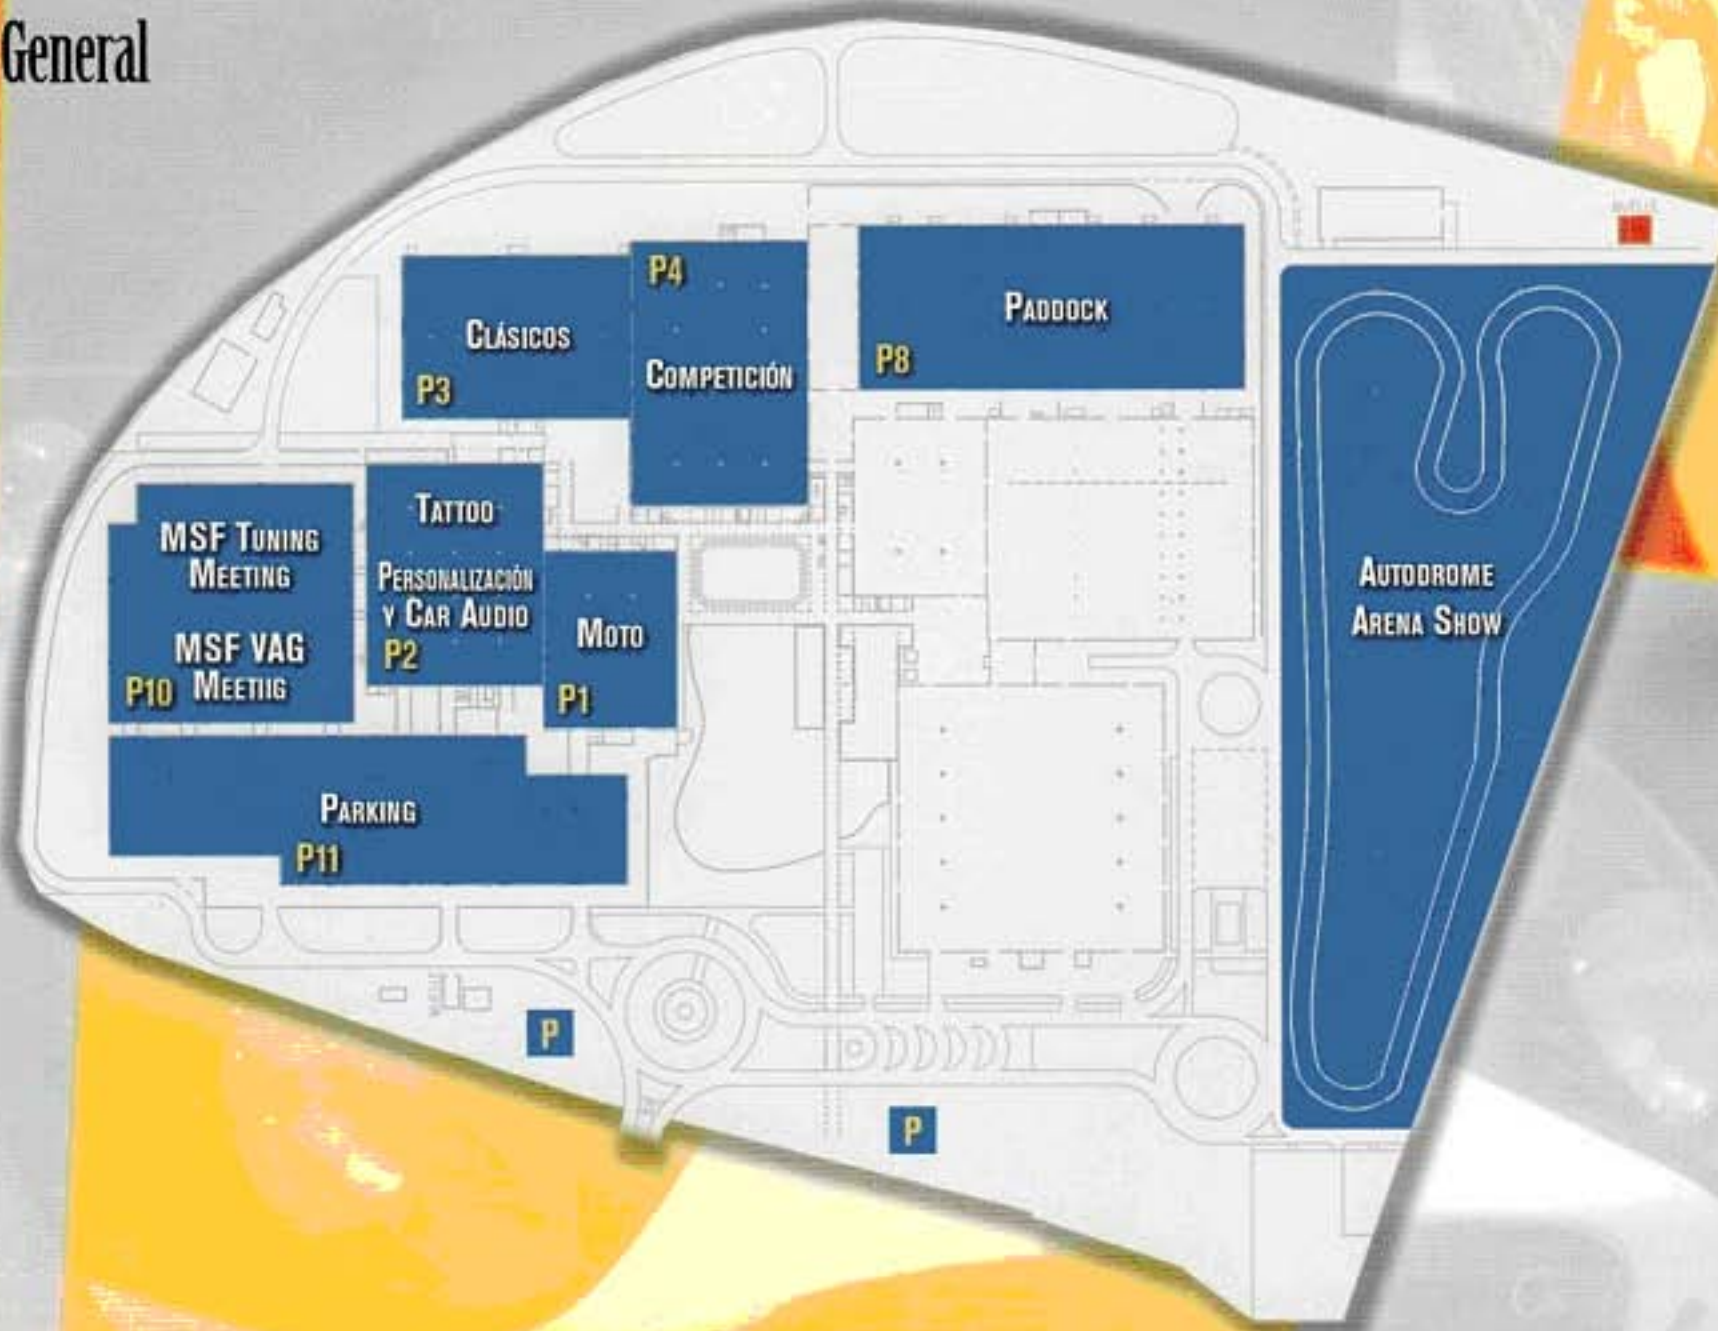 General
P4
Paddock
Clásicos
Competición
P8
P3
Tattoo
MSF Tuning
Meeting
Personalización
y Car Audio
Autodrome
Arena Show
Moto
MSF VAG
P2
P10 Meetiig
P1
Parking
P11
P
P